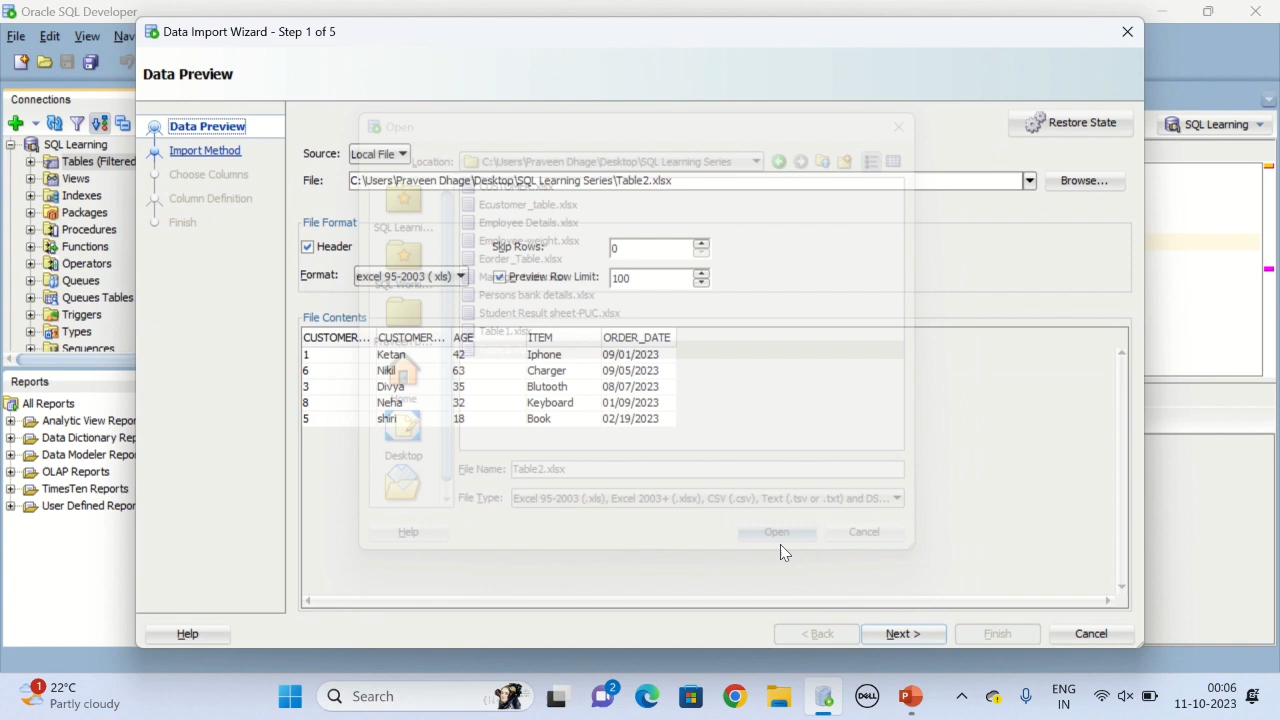 Oracle SQL Developer
Data Import Wizard - Step 1 of 5
File Edit View Nav
Data Preview
Connections
SQL Learning
Tables (Filtered
Views
Indexes
Packages
Procedures
Functions
Operators
Queues
Queues Tables
Triggers
Types
Sequences
Reports
All Reports
Analytic View Repor
Data Dictionary Rep
Data Modeler Repor
OLAP Reports
TimesTen Reports
User Defined Repor
Data Preview
Import Method
Choose Columns
Column Definition
Finish
Open
Restore State
SQL Learning
Source: Local File
Location: C:\Users\Praveen Dhage\Desktop\SQL Learning Series
File: C:\Users\Praveen Dhage\Desktop\SQL Learning Series\Table2.xlsx
Browse...
Ecustomer_table.xlsx
SQL Learni...
File Format
Employee Details.xlsx
Header
Skip Rows: 0
Employee weight.xlsx
Eorder_Table.xlsx
Format: excel 95-2003 (.xls)
Preview Row Limit: 100
Persons bank details.xlsx
Student Result sheet-PUC.xlsx
File Contents
Table1.xlsx
CUSTOMER... CUSTOMER... AGE ITEM ORDER_DATE
1 Ketan 42 Iphone 09/01/2023
6 Nikil 63 Charger 09/05/2023
3 Divya 35 Blutooth 08/07/2023
8 Neha 32 Keyboard 01/09/2023
5 shiri 18 Book 02/19/2023
Home
Desktop
File Name: Table2.xlsx
File Type: Excel 95-2003 (.xls), Excel 2003+ (.xlsx), CSV (.csv), Text (.tsv or .txt) and DS...
Help Open Cancel
Help < Back Next > Finish Cancel
1
22°C
Partly cloudy
Search
2
DELL
ENG
IN
00:06
11-10-2023